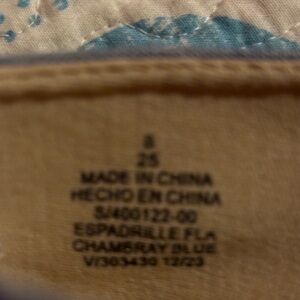 8
25
MADE IN CHINA
HECHO EN CHINA
S/400122-00
ESPADRILLE FLA
CHAMBRAY BLUE
V/303430 12/23